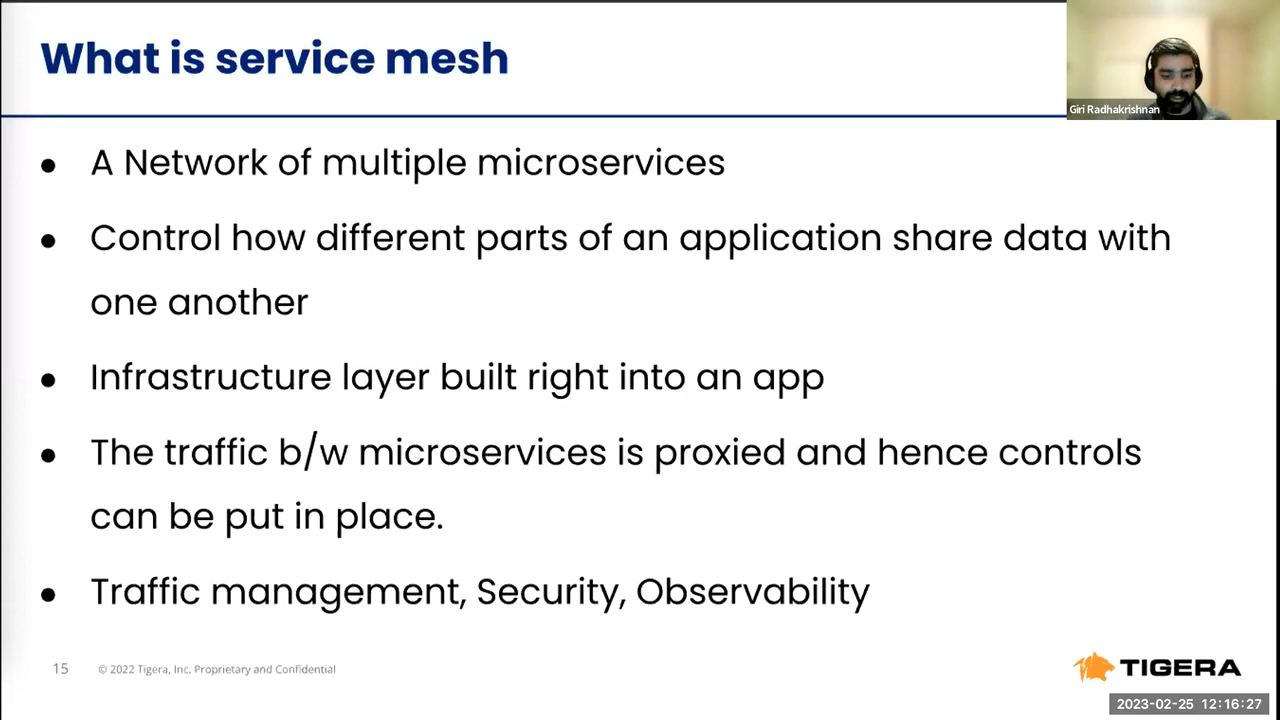 What is service mesh
Giri Radhakrishnan
● A Network of multiple microservices
● Control how different parts of an application share data with
one another
● Infrastructure layer built right into an app
● The traffic b/w microservices is proxied and hence controls
can be put in place.
● Traffic management, Security, Observability
15 © 2022 Tigera, Inc. Proprietary and Confidential
TIGERA
2023-02-25 12:16:27